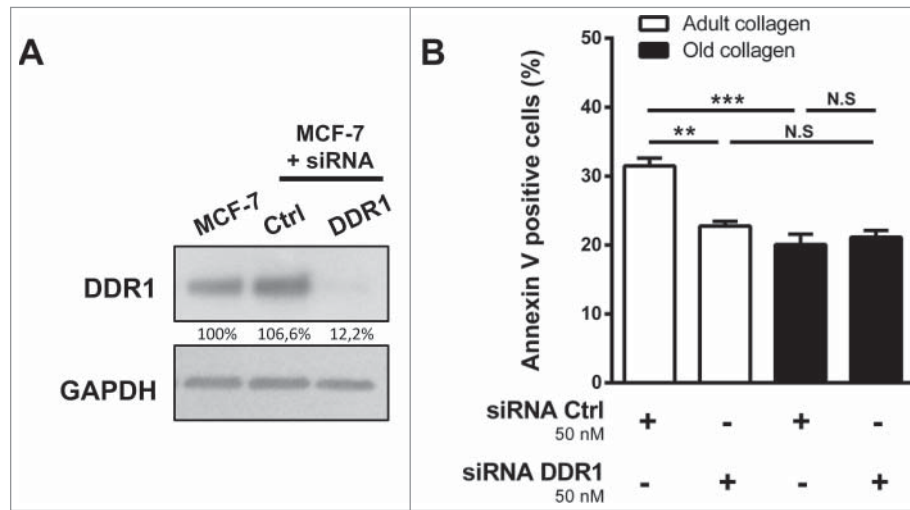 A
MCF-7
+ siRNA
MCF-7 Ctrl DDR1
DDR1
100% 106,6% 12,2%
GAPDH
B
Adult collagen
Old collagen
Annexin V positive cells (%)
50
40
30
20
10
0
*** N.S
** N.S
siRNA Ctrl + - + -
50 nM
siRNA DDR1 - + - +
50 nM